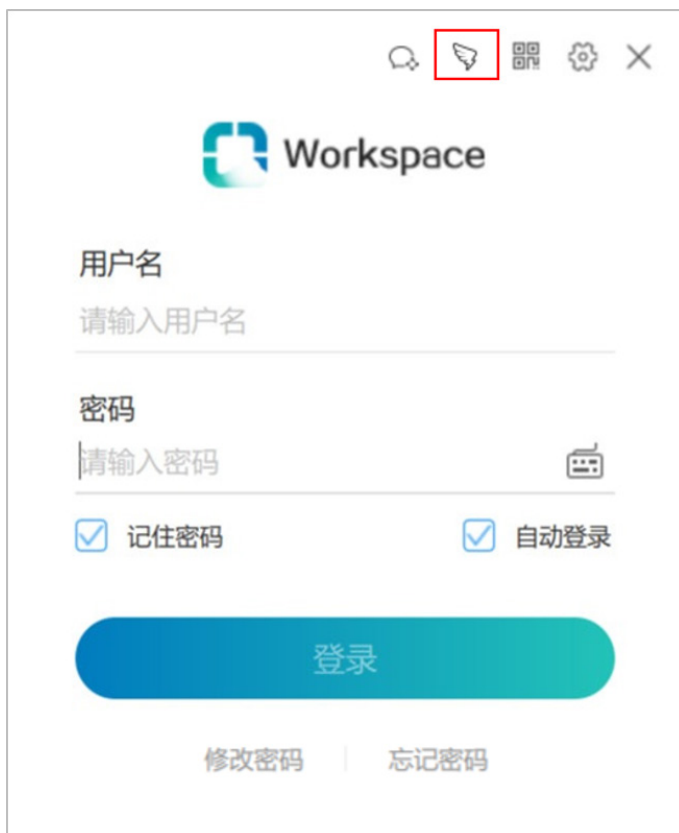 Workspace
用户名
请输入用户名
密码
请输入密码
记住密码 自动登录
登录
修改密码 忘记密码